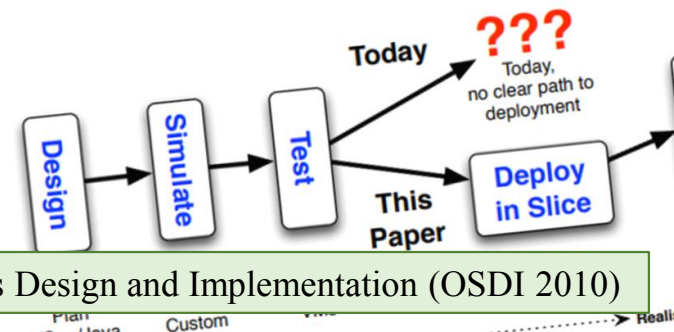 ???
Today
Today,
no clear path to
deployment
Design
Simulate
Test
This
Paper
Deploy
in Slice
s Design and Implementation (OSDI 2010)
Plan
Custom